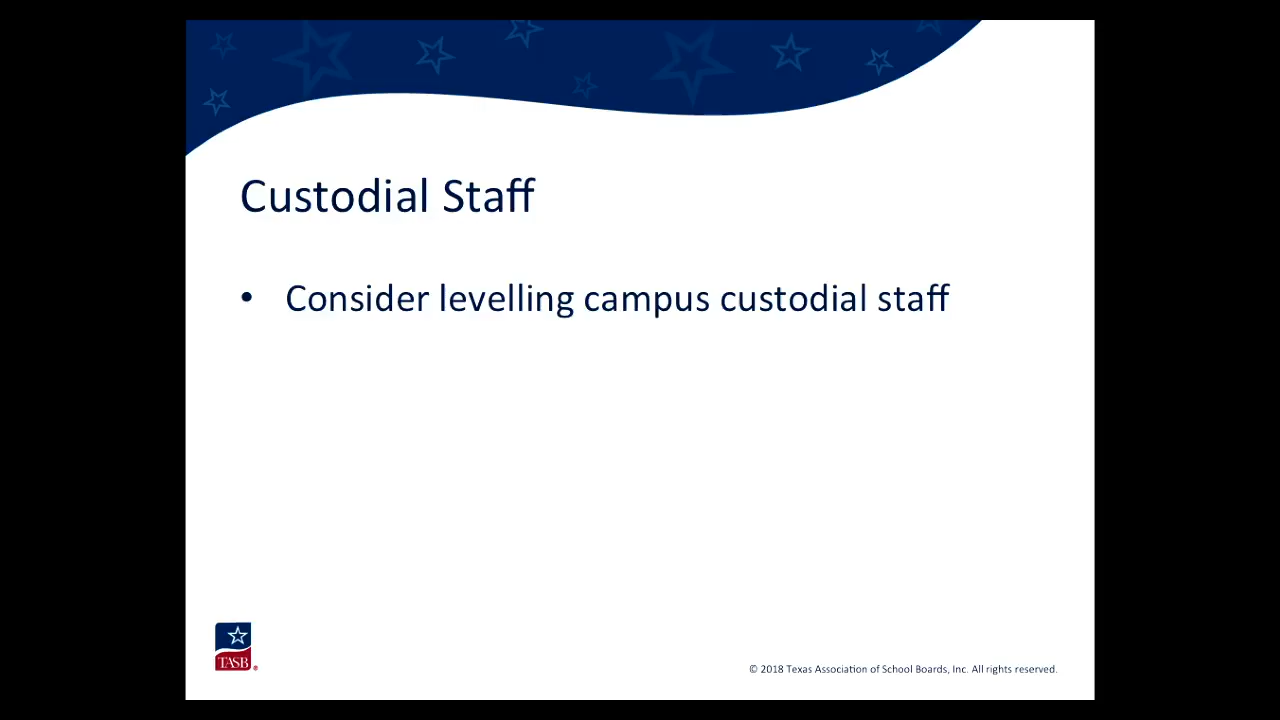 Custodial Staff
• Consider levelling campus custodial staff
TASB®
© 2018 Texas Association of School Boards, Inc. All rights reserved.